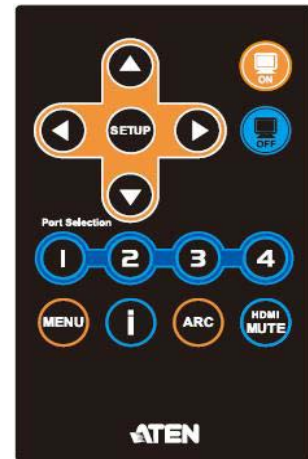 ON
SETUP
OFF
Port Selection
1 2 3 4
MENU i ARC HDMI MUTE
ATEN